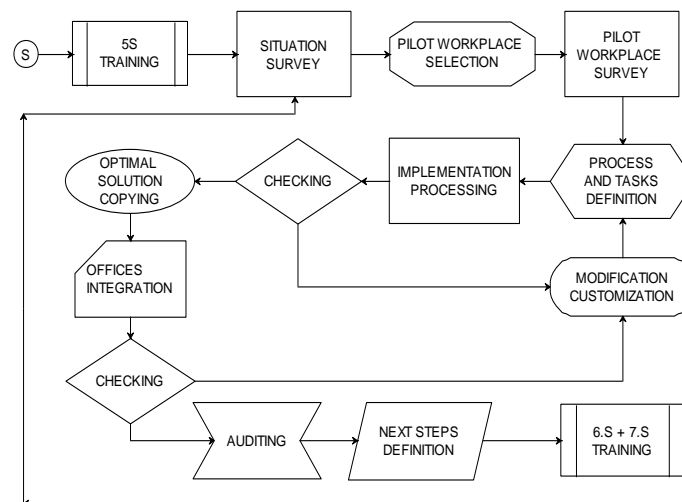 S
5S
TRAINING
SITUATION
SURVEY
PILOT WORKPLACE
SELECTION
PILOT
WORKPLACE
SURVEY
PROCESS
AND TASKS
DEFINITION
IMPLEMENTATION
PROCESSING
CHECKING
OPTIMAL
SOLUTION
COPYING
OFFICES
INTEGRATION
MODIFICATION
CUSTOMIZATION
CHECKING
AUDITING
NEXT STEPS
DEFINITION
6.S + 7.S
TRAINING